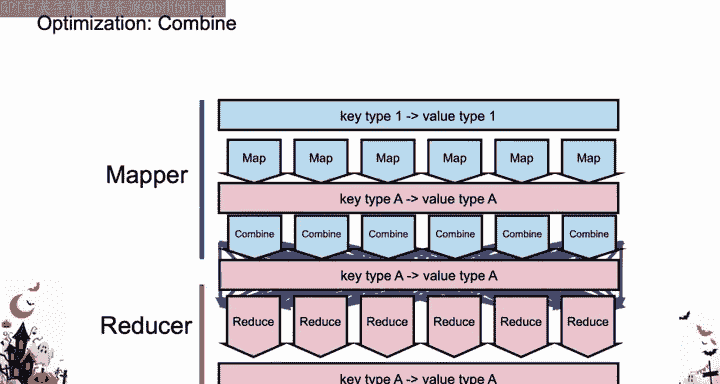 Optimization: Combine
key type 1 -> value type 1
Map Map Map Map Map Map
Mapper
key type A -> value type A
Combine Combine Combine Combine Combine Combine
key type A -> value type A
Reducer
Reduce Reduce Reduce Reduce Reduce Reduce
key type A -> value type A